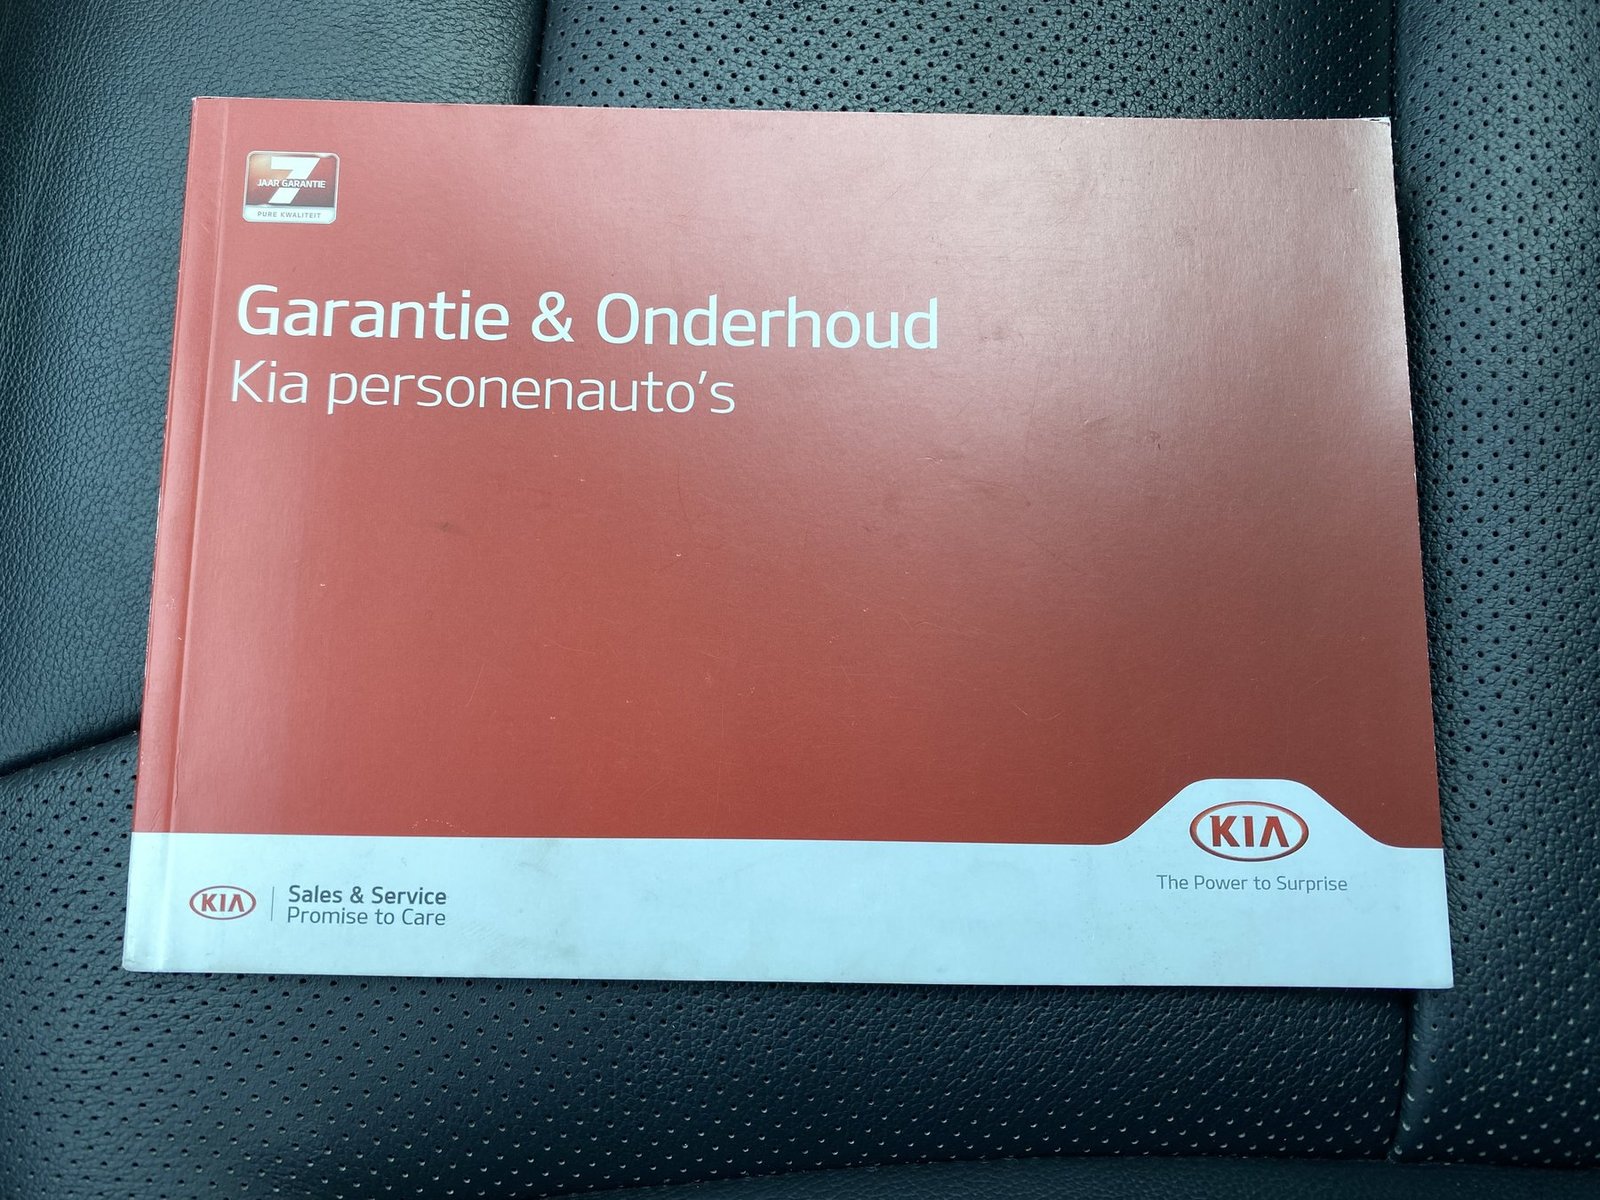 7
JAAR GARANTIE
PURE KWALITEIT
Garantie & Onderhoud
Kia personenauto's
KIA
The Power to Surprise
KIA
Sales & Service
Promise to Care